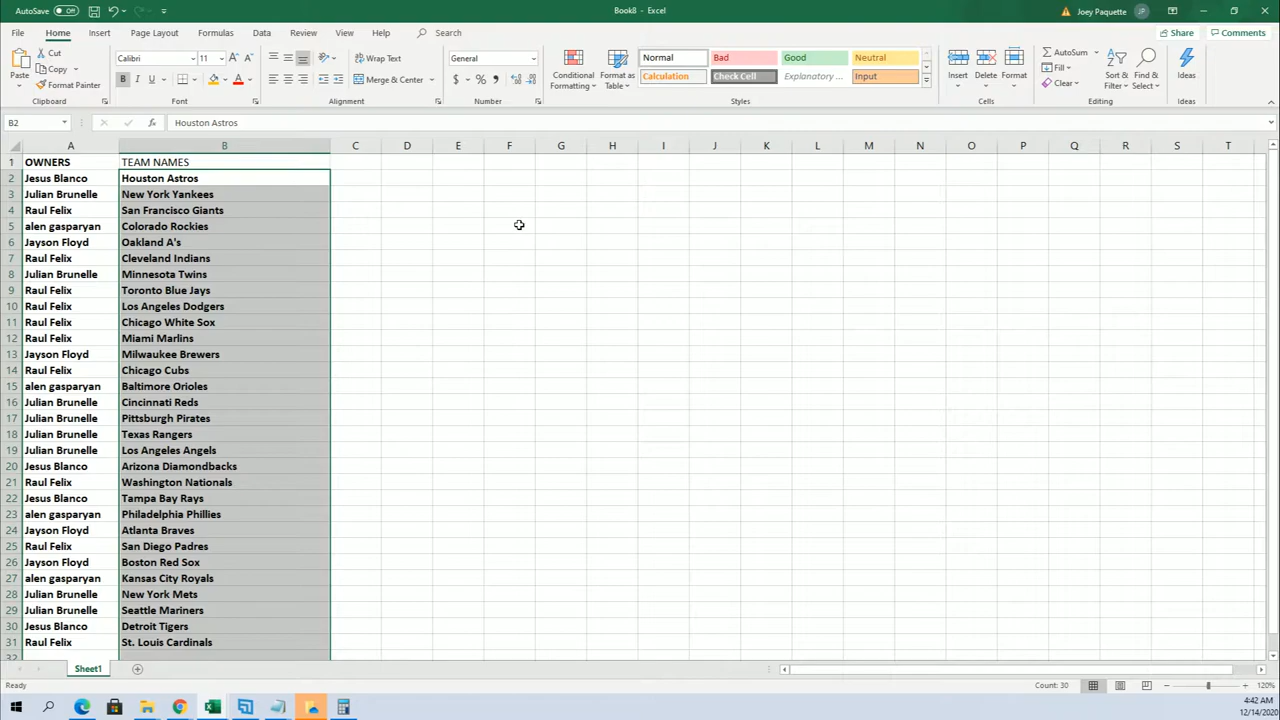 AutoSave Off Book8 - Excel Joey Paquette JP
File Home Insert Page Layout Formulas Data Review View Help Search Share Comments
Paste Cut Copy Format Painter Clipboard
Calibri 11 A A B I U A Font
Wrap Text Merge & Center Alignment
General $ % Number
Conditional Formatting Format as Table Normal Bad Good Neutral Calculation Check Cell Explanatory ... Input Styles
Insert Delete Format Cells
AutoSum Fill Clear Sort & Filter Find & Select Editing
Ideas Ideas
B2 fx Houston Astros
A B C D E F G H I J K L M N O P Q R S T
1 OWNERS TEAM NAMES
2 Jesus Blanco Houston Astros
3 Julian Brunelle New York Yankees
4 Raul Felix San Francisco Giants
5 alen gasparyan Colorado Rockies
6 Jayson Floyd Oakland A's
7 Raul Felix Cleveland Indians
8 Julian Brunelle Minnesota Twins
9 Raul Felix Toronto Blue Jays
10 Raul Felix Los Angeles Dodgers
11 Raul Felix Chicago White Sox
12 Raul Felix Miami Marlins
13 Jayson Floyd Milwaukee Brewers
14 Raul Felix Chicago Cubs
15 alen gasparyan Baltimore Orioles
16 Julian Brunelle Cincinnati Reds
17 Julian Brunelle Pittsburgh Pirates
18 Julian Brunelle Texas Rangers
19 Julian Brunelle Los Angeles Angels
20 Jesus Blanco Arizona Diamondbacks
21 Raul Felix Washington Nationals
22 Jesus Blanco Tampa Bay Rays
23 alen gasparyan Philadelphia Phillies
24 Jayson Floyd Atlanta Braves
25 Raul Felix San Diego Padres
26 Jayson Floyd Boston Red Sox
27 alen gasparyan Kansas City Royals
28 Julian Brunelle New York Mets
29 Julian Brunelle Seattle Mariners
30 Jesus Blanco Detroit Tigers
31 Raul Felix St. Louis Cardinals
32
Sheet1
Ready Count: 30 120%
4:42 AM
12/14/2020